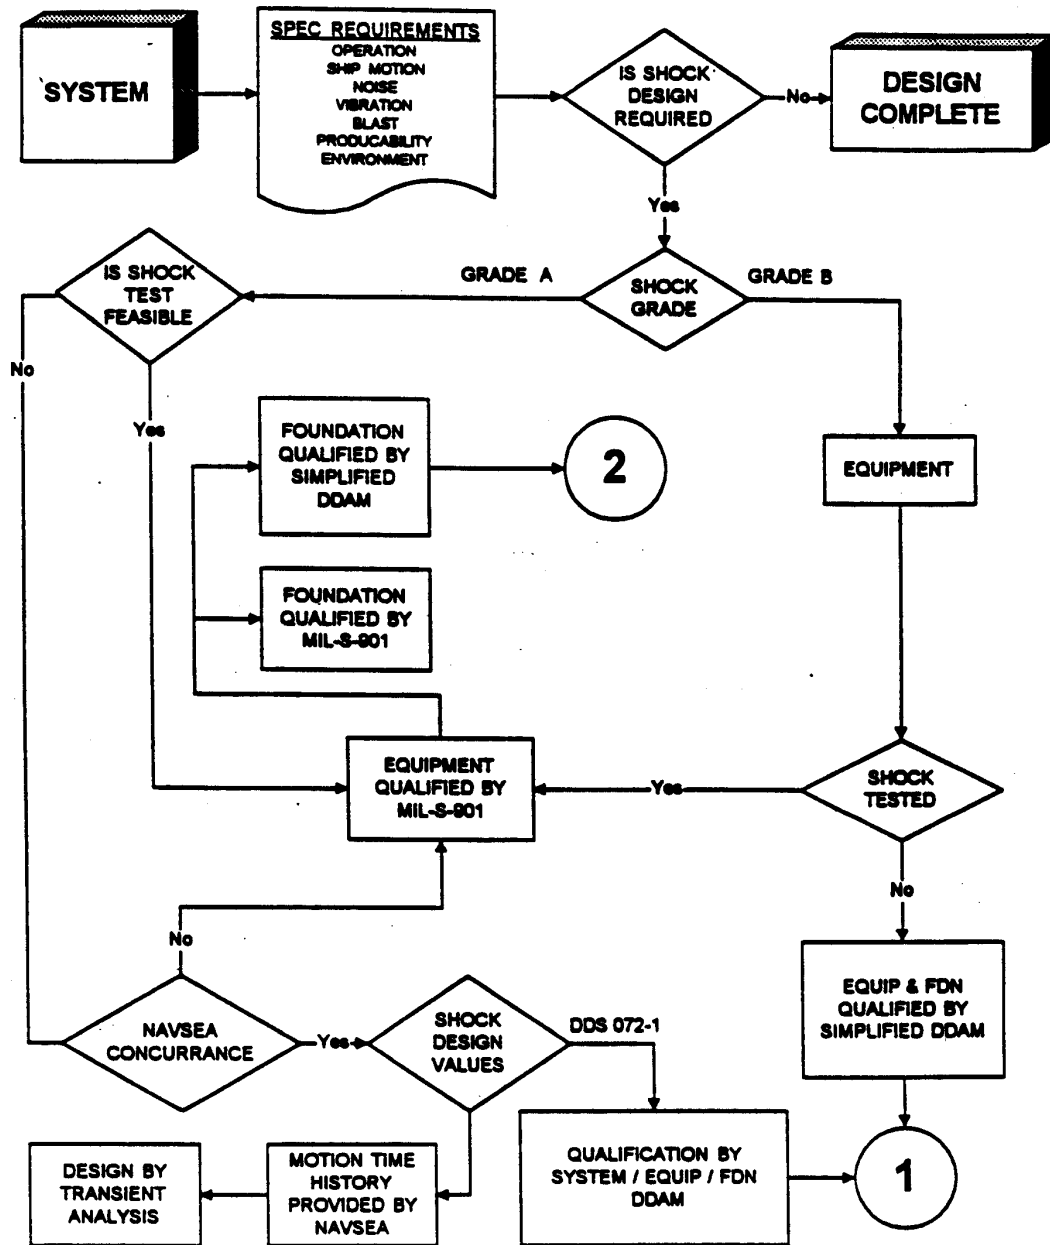 SYSTEM
SPEC REQUIREMENTS
OPERATION
SHIP MOTION
NOISE
VIBRATION
BLAST
PRODUCABILITY
ENVIRONMENT
IS SHOCK
DESIGN
REQUIRED
No
DESIGN
COMPLETE
Yes
IS SHOCK
TEST
FEASIBLE
GRADE A
SHOCK
GRADE
GRADE B
No
Yes
FOUNDATION
QUALIFIED BY
SIMPLIFIED
DDAM
2
EQUIPMENT
FOUNDATION
QUALIFIED BY
MIL-S-901
EQUIPMENT
QUALIFIED BY
MIL-S-901
Yes
SHOCK
TESTED
No
No
NAVSEA
CONCURRANCE
Yes
SHOCK
DESIGN
VALUES
DDS 072-1
EQUIP & FDN
QUALIFIED BY
SIMPLIFIED DDAM
DESIGN BY
TRANSIENT
ANALYSIS
MOTION TIME
HISTORY
PROVIDED BY
NAVSEA
QUALIFICATION BY
SYSTEM / EQUIP / FDN
DDAM
1